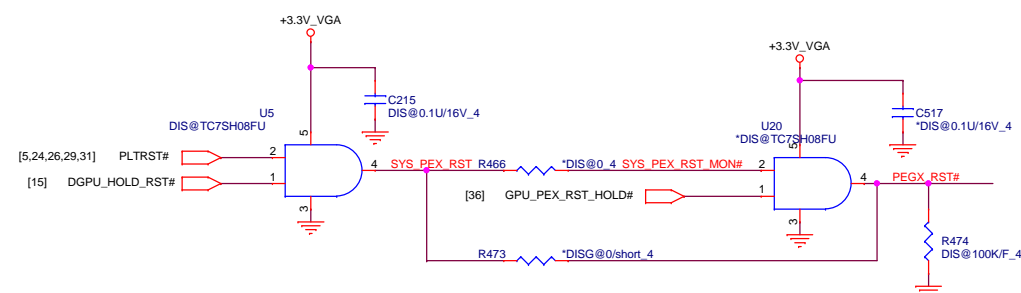 +3.3V_VGA
+3.3V_VGA
C215
DIS@0.1U/16V_4
U5
DIS@TC7SH08FU
C517
*DIS@0.1U/16V_4
U20
*DIS@TC7SH08FU
5
5
[5,24,26,29,31] PLTRST# 2
4 SYS_PEX_RST R466 *DIS@0_4 SYS_PEX_RST_MON# 2
[15] DGPU_HOLD_RST# 1
4 PEGX_RST#
[36] GPU_PEX_RST_HOLD# 1
3
3
R473 *DISG@0/short_4
R474
DIS@100K/F_4